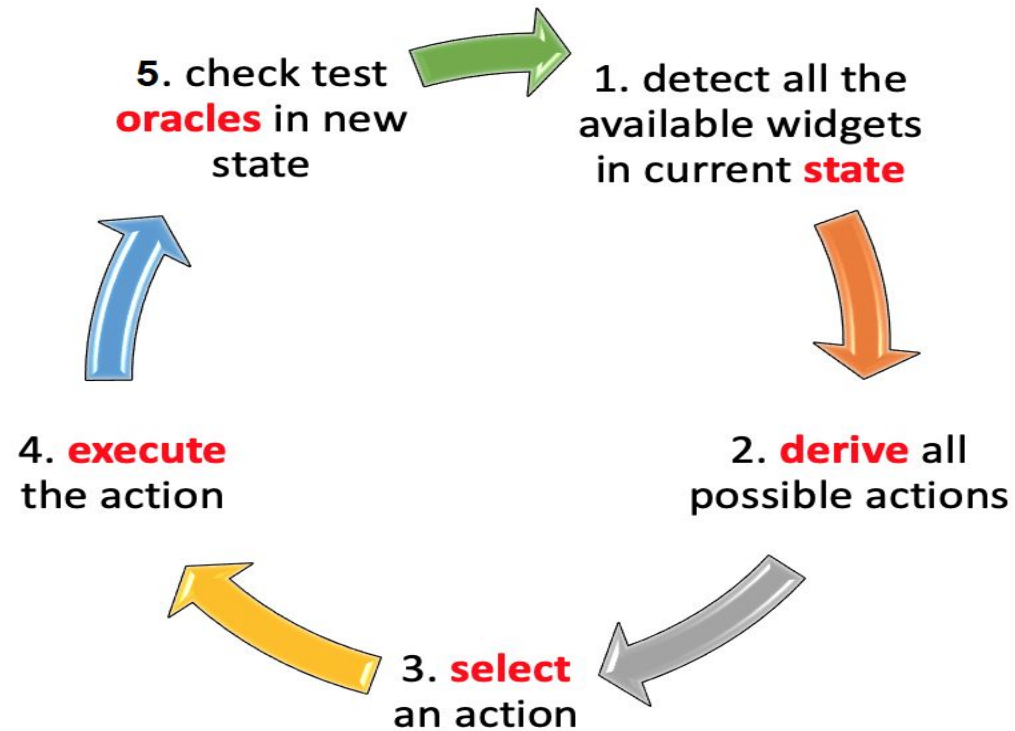 1. detect all the
available widgets
in current state
2. derive all
possible actions
3. select
an action
4. execute
the action
5. check test
oracles in new
state